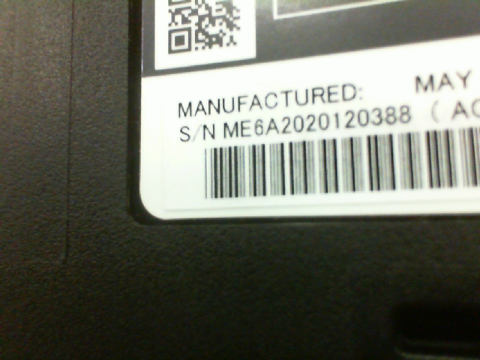 MANUFACTURED: MAY
S/N ME6A2020120388 ( AC